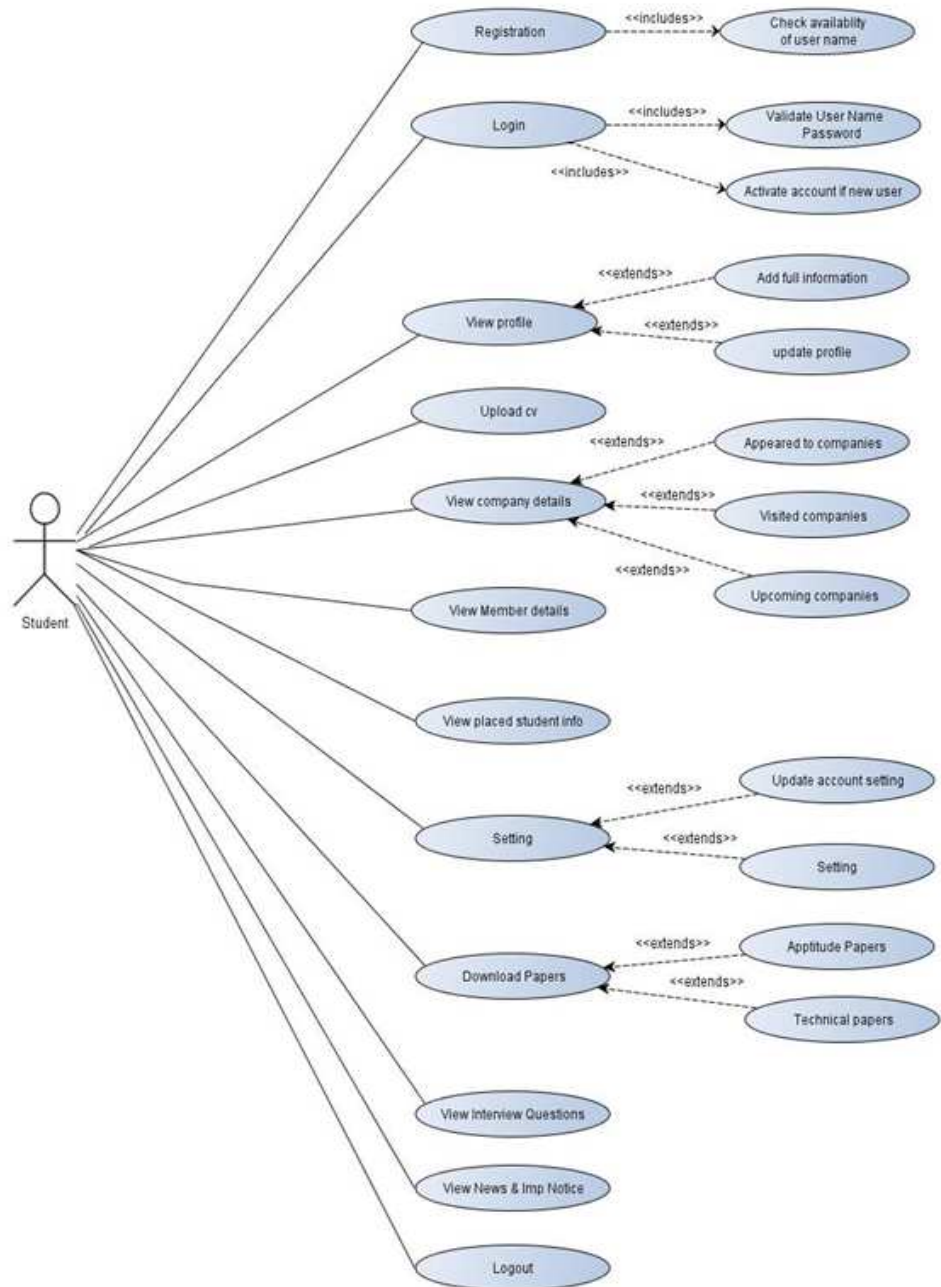 Registration
<<includes>>
Check availablity
of user name
Login
<<includes>>
Validate User Name
Password
<<includes>>
Activate account if new user
View profile
<<extends>>
Add full information
<<extends>>
update profile
Upload cv
View company details
<<extends>>
Appeared to companies
<<extends>>
Visited companies
<<extends>>
Upcoming companies
Student
View Member details
View placed student info
Setting
<<extends>>
Update account setting
<<extends>>
Setting
Download Papers
<<extends>>
Apptitude Papers
<<extends>>
Technical papers
View Interview Questions
View News & Imp Notice
Logout